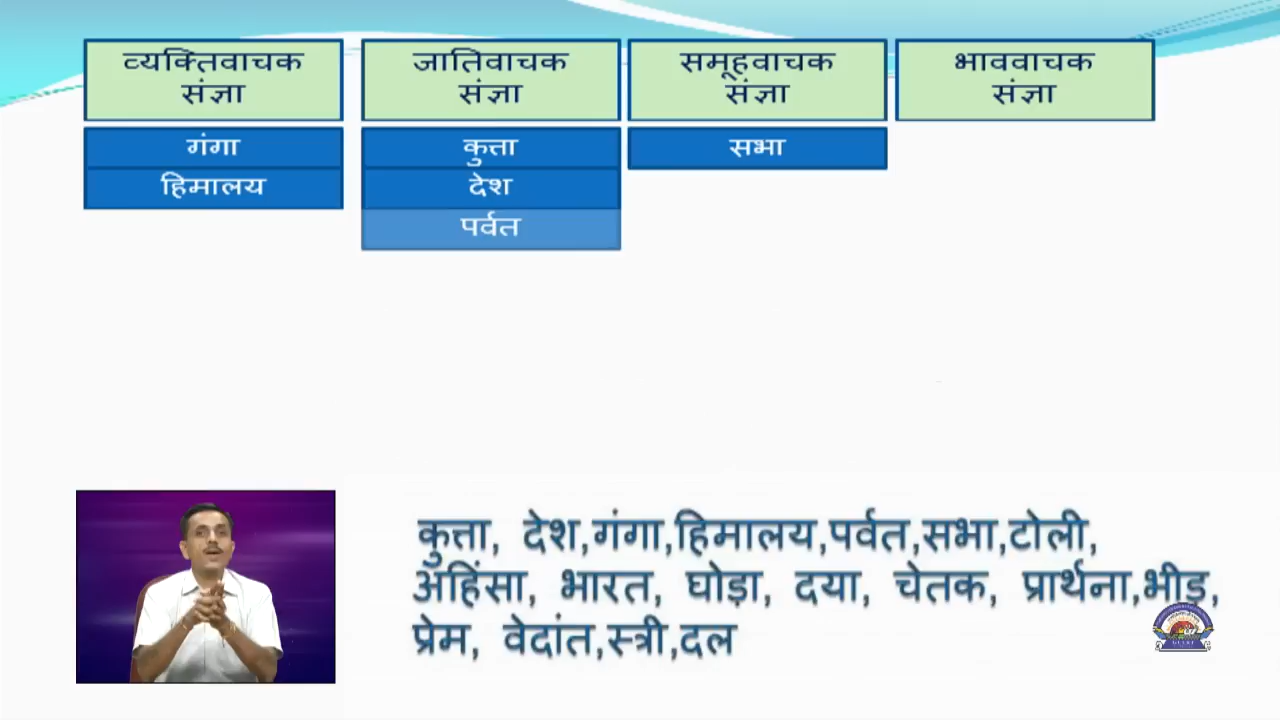 व्यक्तिवाचक संज्ञा
जातिवाचक संज्ञा
समूहवाचक संज्ञा
भाववाचक संज्ञा
गंगा
कुत्ता
सभा
हिमालय
देश
पर्वत
कुत्ता, देश,गंगा,हिमालय,पर्वत,सभा,टोली,
अहिंसा, भारत, घोड़ा, दया, चेतक, प्रार्थना,भीड़,
प्रेम, वेदांत,स्त्री,दल